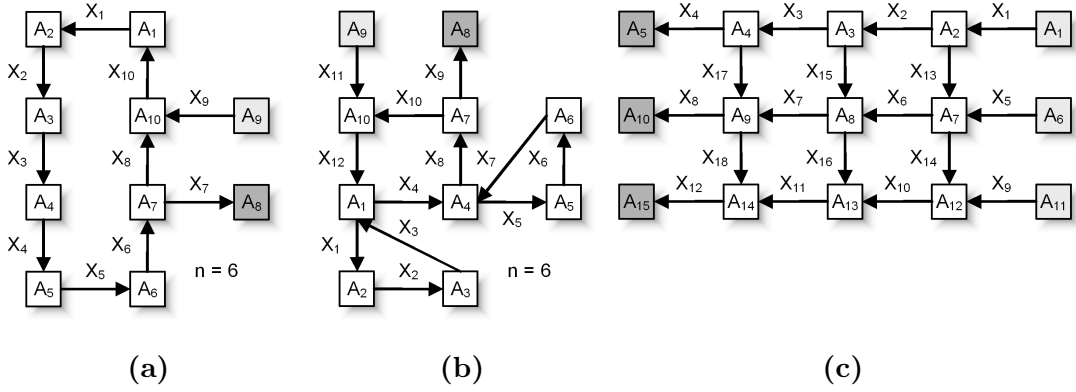 X1
A2 A1
X2 X10
X9
A3 A10 A9
X3 X8
X7
A4 A7 A8
X4 X6
X5 n = 6
A5 A6
(a)
A9 A8
X11 X9
X10
A10 A7 A6
X12 X8 X7 X6
X4
A1 A4 A5
X3 X5
X1
X2 n = 6
A2 A3
(b)
X4 X3 X2 X1
A5 A4 A3 A2 A1
X17 X15 X13
X8 X7 X6 X5
A10 A9 A8 A7 A6
X18 X16 X14
X12 X11 X10 X9
A15 A14 A13 A12 A11
(c)